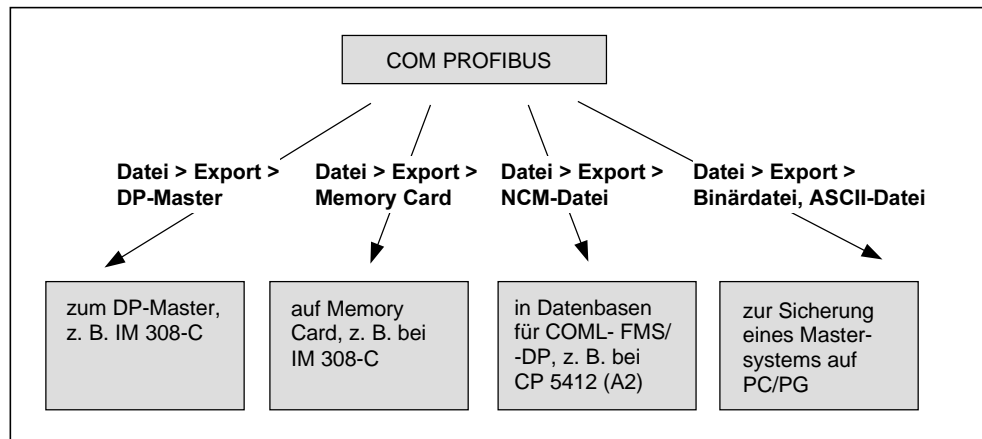 COM PROFIBUS
Datei > Export >
DP-Master
Datei > Export >
Memory Card
Datei > Export >
NCM-Datei
Datei > Export >
Binärdatei, ASCII-Datei
zum DP-Master,
z. B. IM 308-C
auf Memory
Card, z. B. bei
IM 308-C
in Datenbasen
für COML- FMS/
-DP, z. B. bei
CP 5412 (A2)
zur Sicherung
eines Master-
systems auf
PC/PG